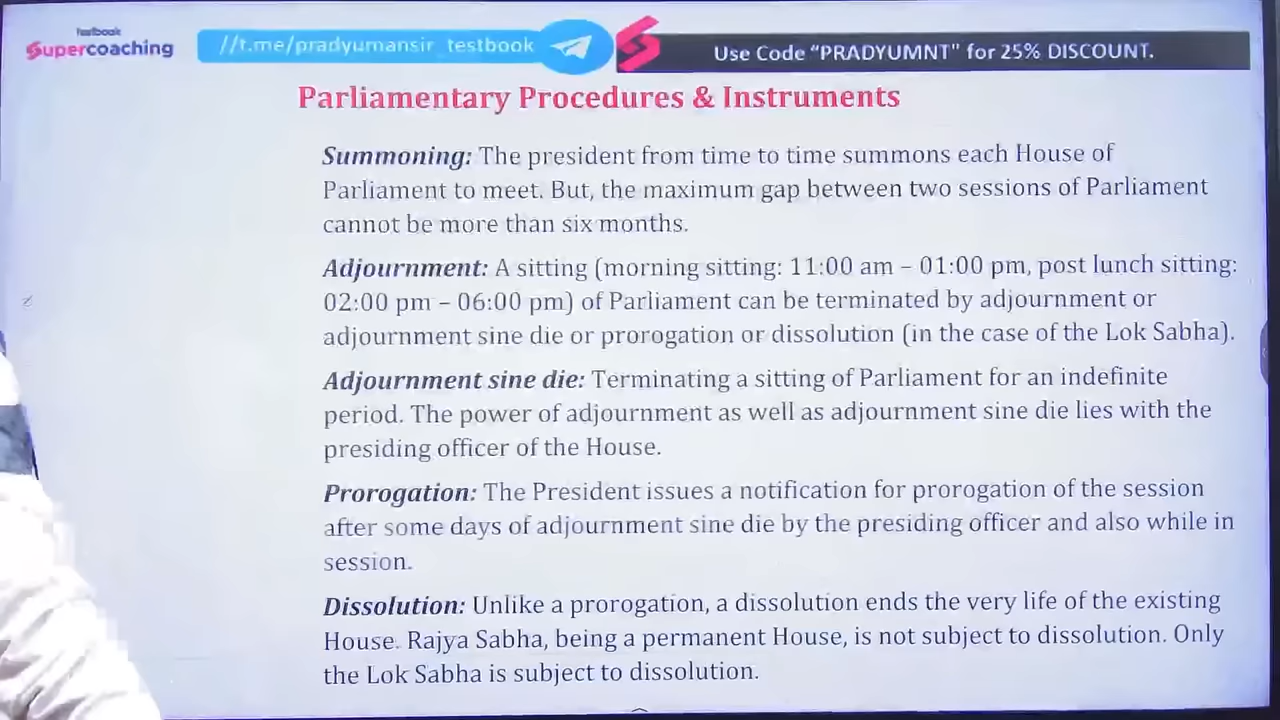 testbook
Supercoaching
//t.me/pradyumansir_testbook
Use Code "PRADYUMNT" for 25% DISCOUNT.
Parliamentary Procedures & Instruments
Summoning: The president from time to time summons each House of
Parliament to meet. But, the maximum gap between two sessions of Parliament
cannot be more than six months.
Adjournment: A sitting (morning sitting: 11:00 am – 01:00 pm, post lunch sitting:
02:00 pm – 06:00 pm) of Parliament can be terminated by adjournment or
adjournment sine die or prorogation or dissolution (in the case of the Lok Sabha).
Adjournment sine die: Terminating a sitting of Parliament for an indefinite
period. The power of adjournment as well as adjournment sine die lies with the
presiding officer of the House.
Prorogation: The President issues a notification for prorogation of the session
after some days of adjournment sine die by the presiding officer and also while in
session.
Dissolution: Unlike a prorogation, a dissolution ends the very life of the existing
House. Rajya Sabha, being a permanent House, is not subject to dissolution. Only
the Lok Sabha is subject to dissolution.